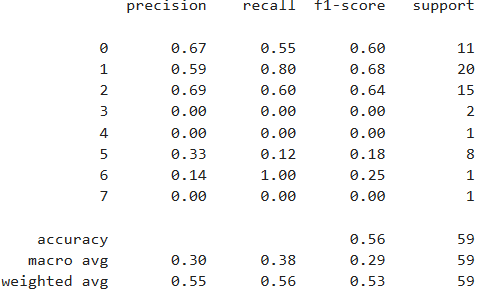 precision recall f1-score support
0 0.67 0.55 0.60 11
1 0.59 0.80 0.68 20
2 0.69 0.60 0.64 15
3 0.00 0.00 0.00 2
4 0.00 0.00 0.00 1
5 0.33 0.12 0.18 8
6 0.14 1.00 0.25 1
7 0.00 0.00 0.00 1
accuracy 0.56 59
macro avg 0.30 0.38 0.29 59
weighted avg 0.55 0.56 0.53 59